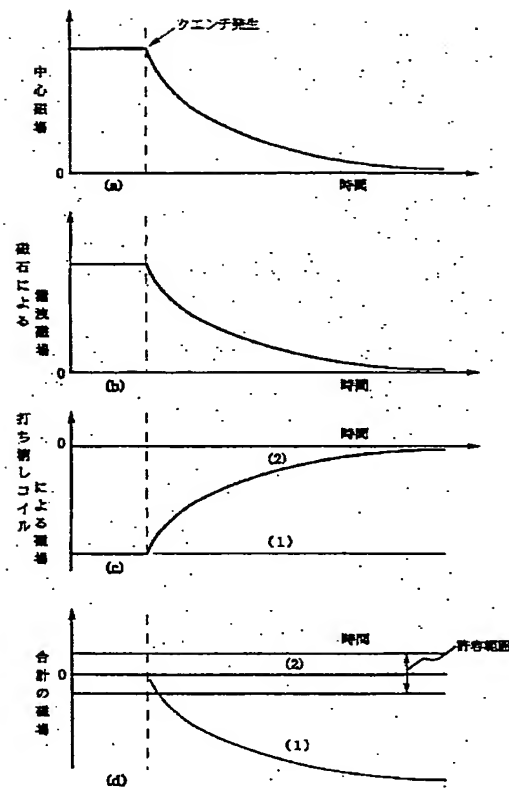 クエンチ発生
中心磁場
0
(a)
時間
磁石による
漏洩磁場
0
(b)
時間
打ち消しコイル
による磁場
0
時間
(2)
(1)
(c)
合計の磁場
時間
許容範囲
0
(2)
(1)
(d)